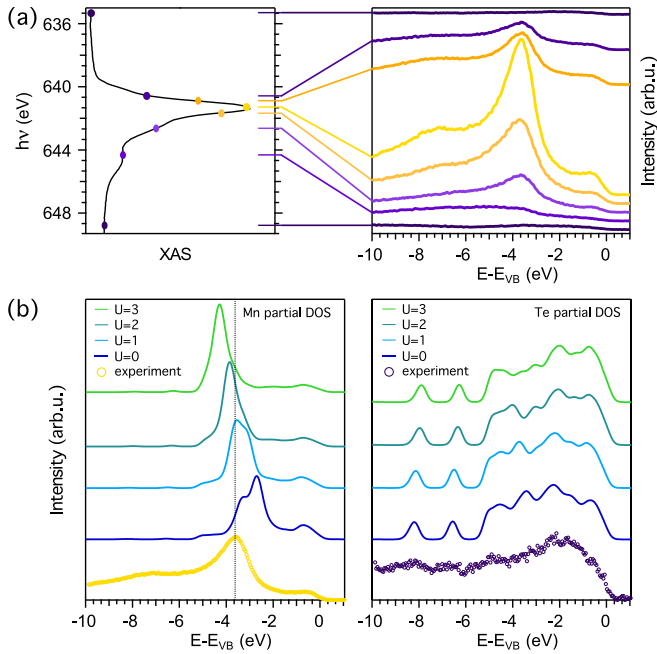 (a)
636
640
644
648
hν (eV)
XAS
-10
-8
-6
-4
-2
0
E-E_VB (eV)
Intensity (arb.u.)
(b)
U=3
U=2
U=1
U=0
experiment
Mn partial DOS
Intensity (arb.u.)
-10
-8
-6
-4
-2
0
E-E_VB (eV)
U=3
U=2
U=1
U=0
experiment
Te partial DOS
-10
-8
-6
-4
-2
0
E-E_VB (eV)